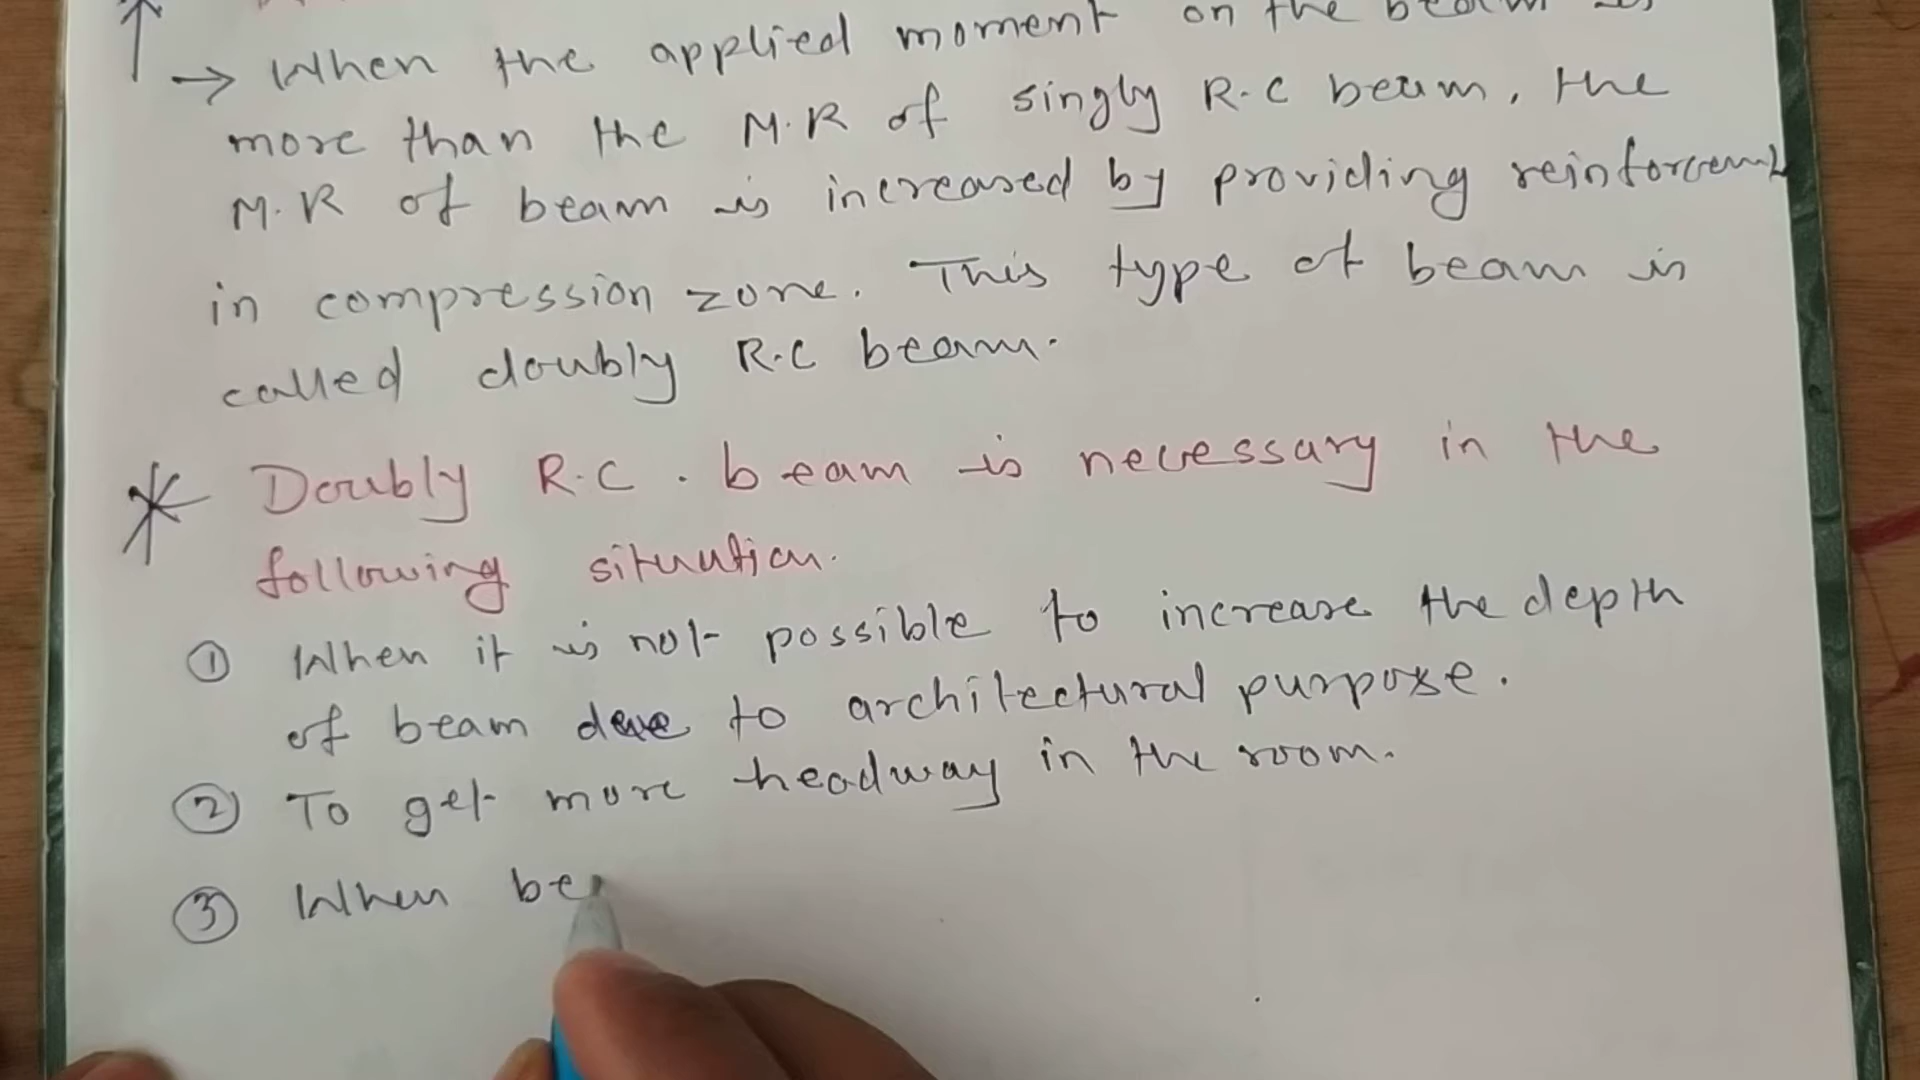 → When the applied moment on the beam is
more than the M.R of singly R.C beam, the
M.R of beam is increased by providing reinforcement
in compression zone. This type of beam is
called doubly R.C beam.
* Doubly R.C. beam is necessary in the
following situation.
① When it is not possible to increase the depth
of beam due to architectural purpose.
② To get more headway in the room.
③ When be